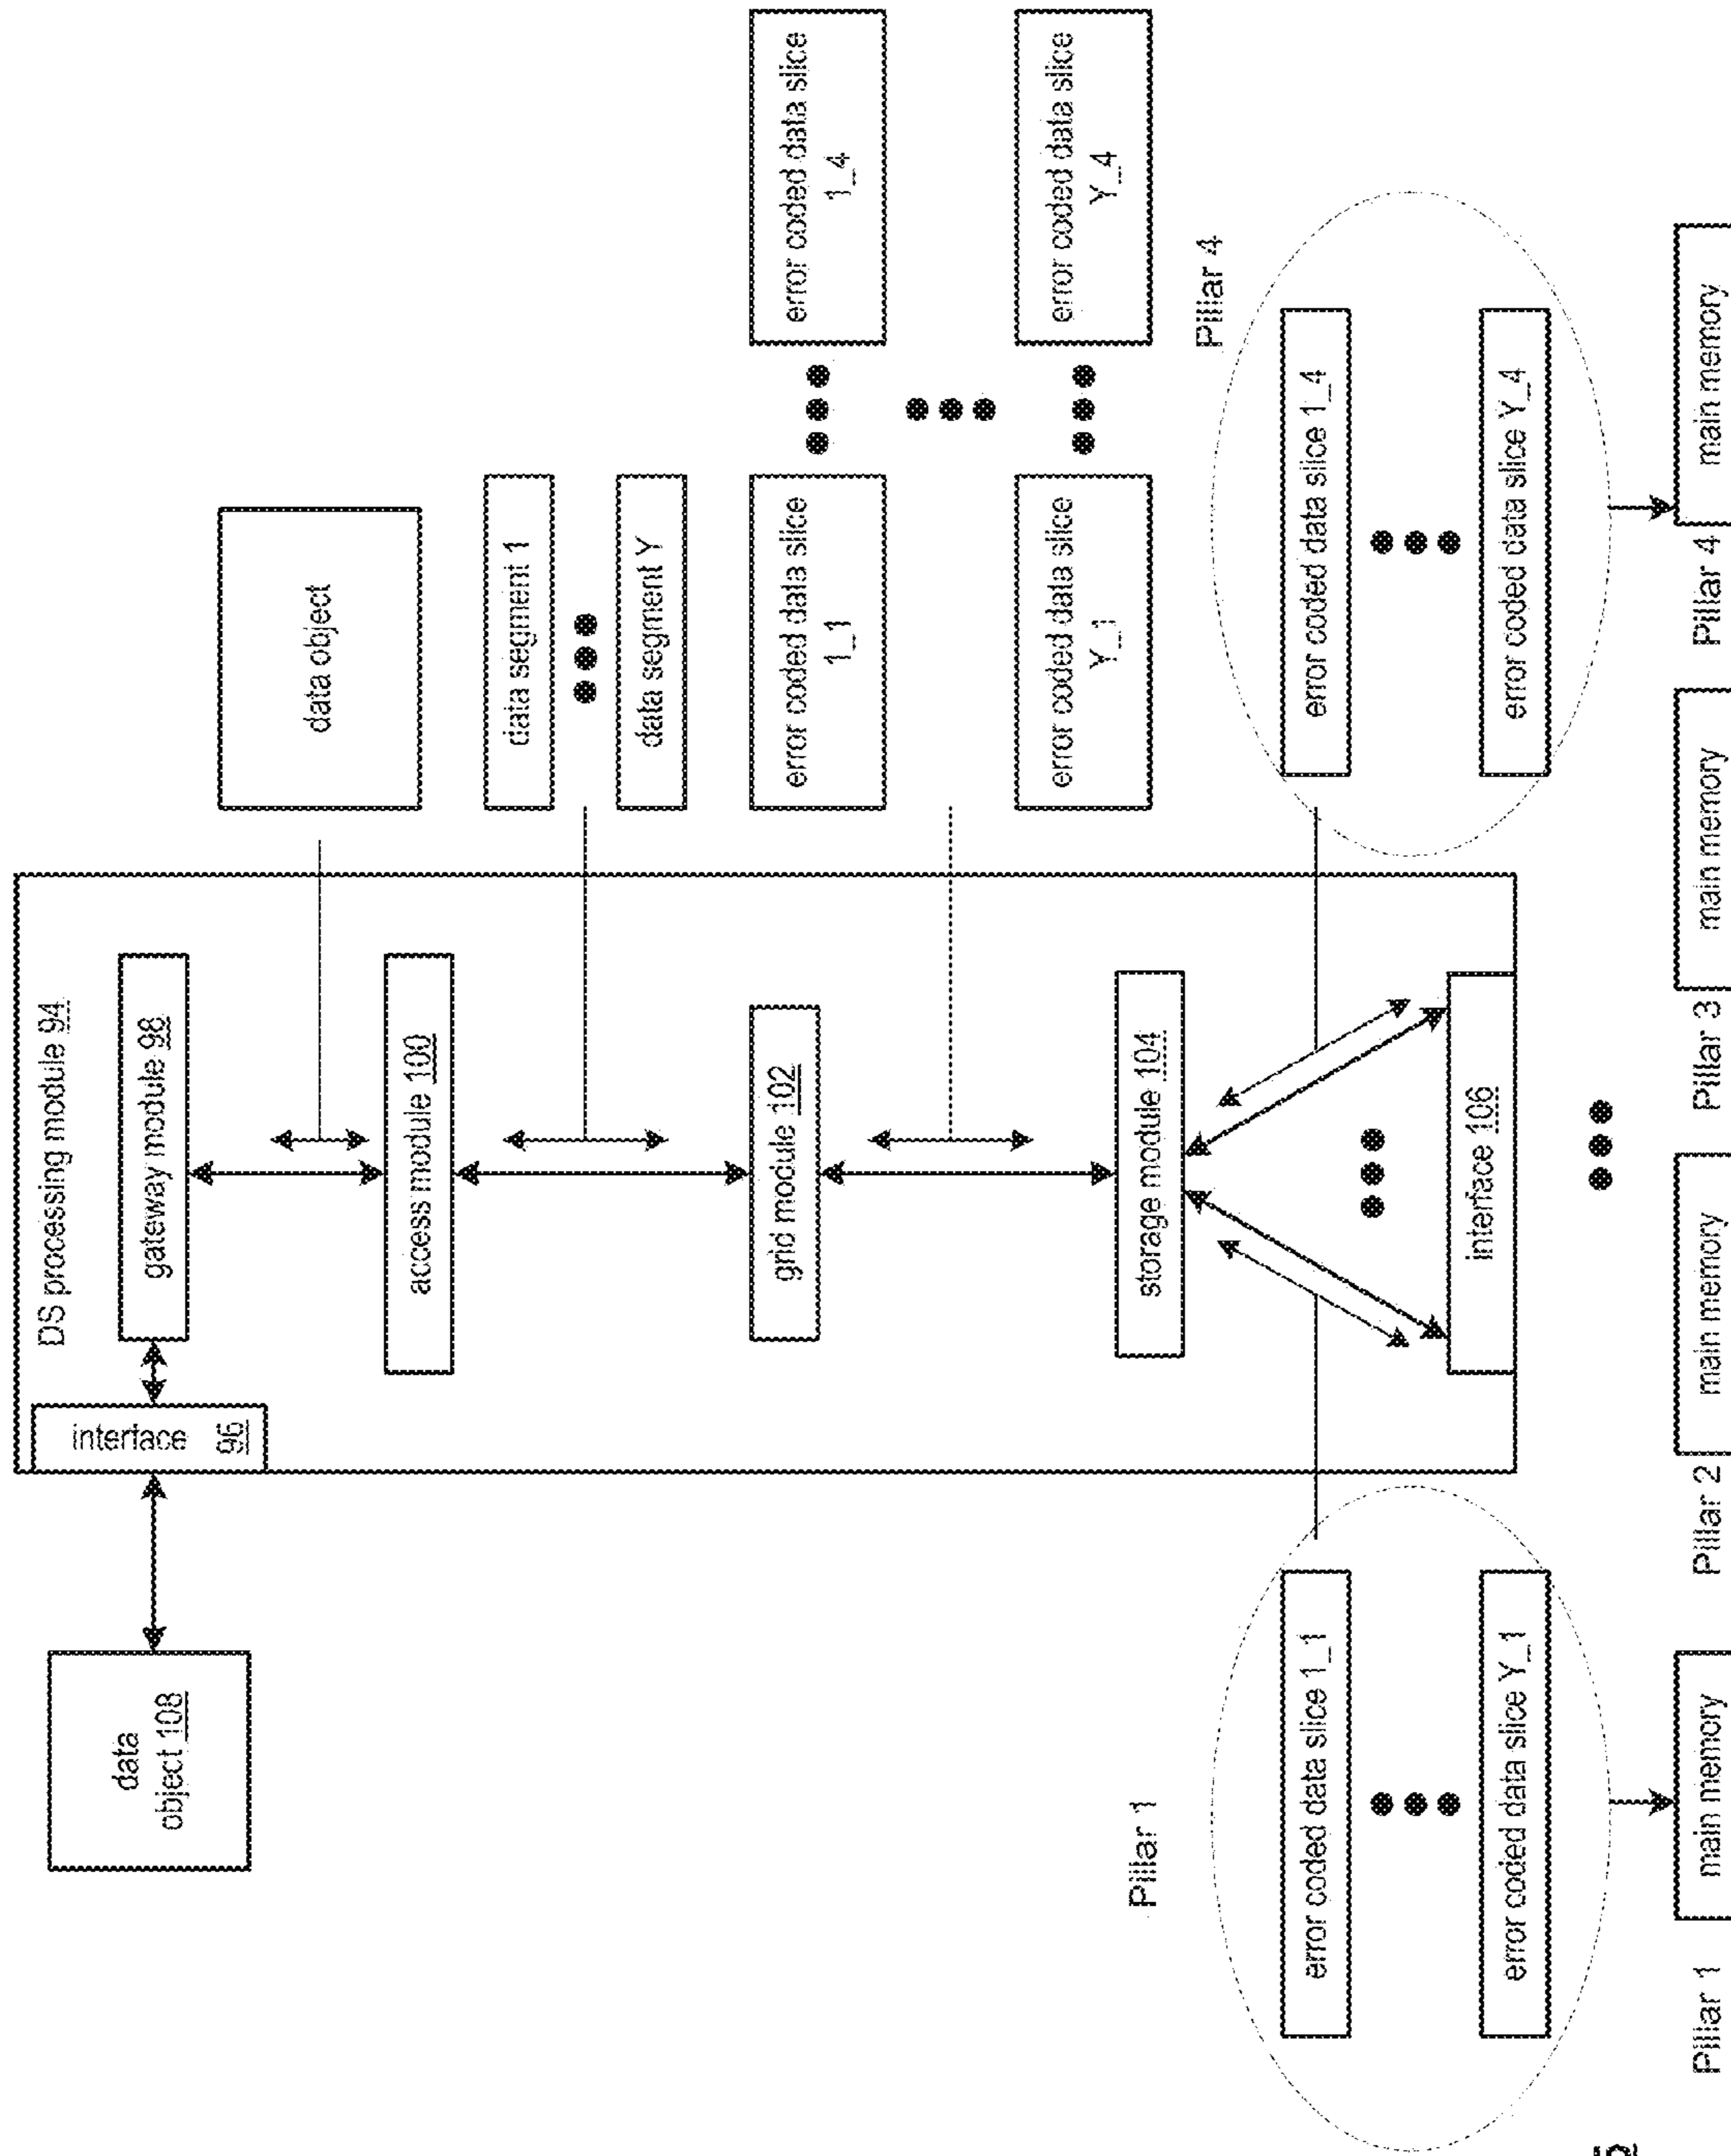 data
object 108
interface 96
DS processing module 94
gateway module 98
access module 100
grid module 102
storage module 104
interface 106
data object
data segment 1
data segment Y
error coded data slice
1_1
error coded data slice
1_4
error coded data slice
Y_1
error coded data slice
Y_4
Pillar 1
error coded data slice 1_1
error coded data slice Y_1
Pillar 4
error coded data slice 1_4
error coded data slice Y_4
Pillar 1
main memory
Pillar 2
main memory
Pillar 3
main memory
Pillar 4
main memory